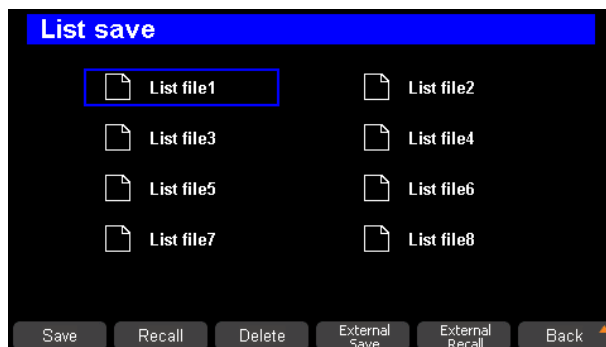 List save
List file1 List file2
List file3 List file4
List file5 List file6
List file7 List file8
Save Recall Delete External Save External Recall Back